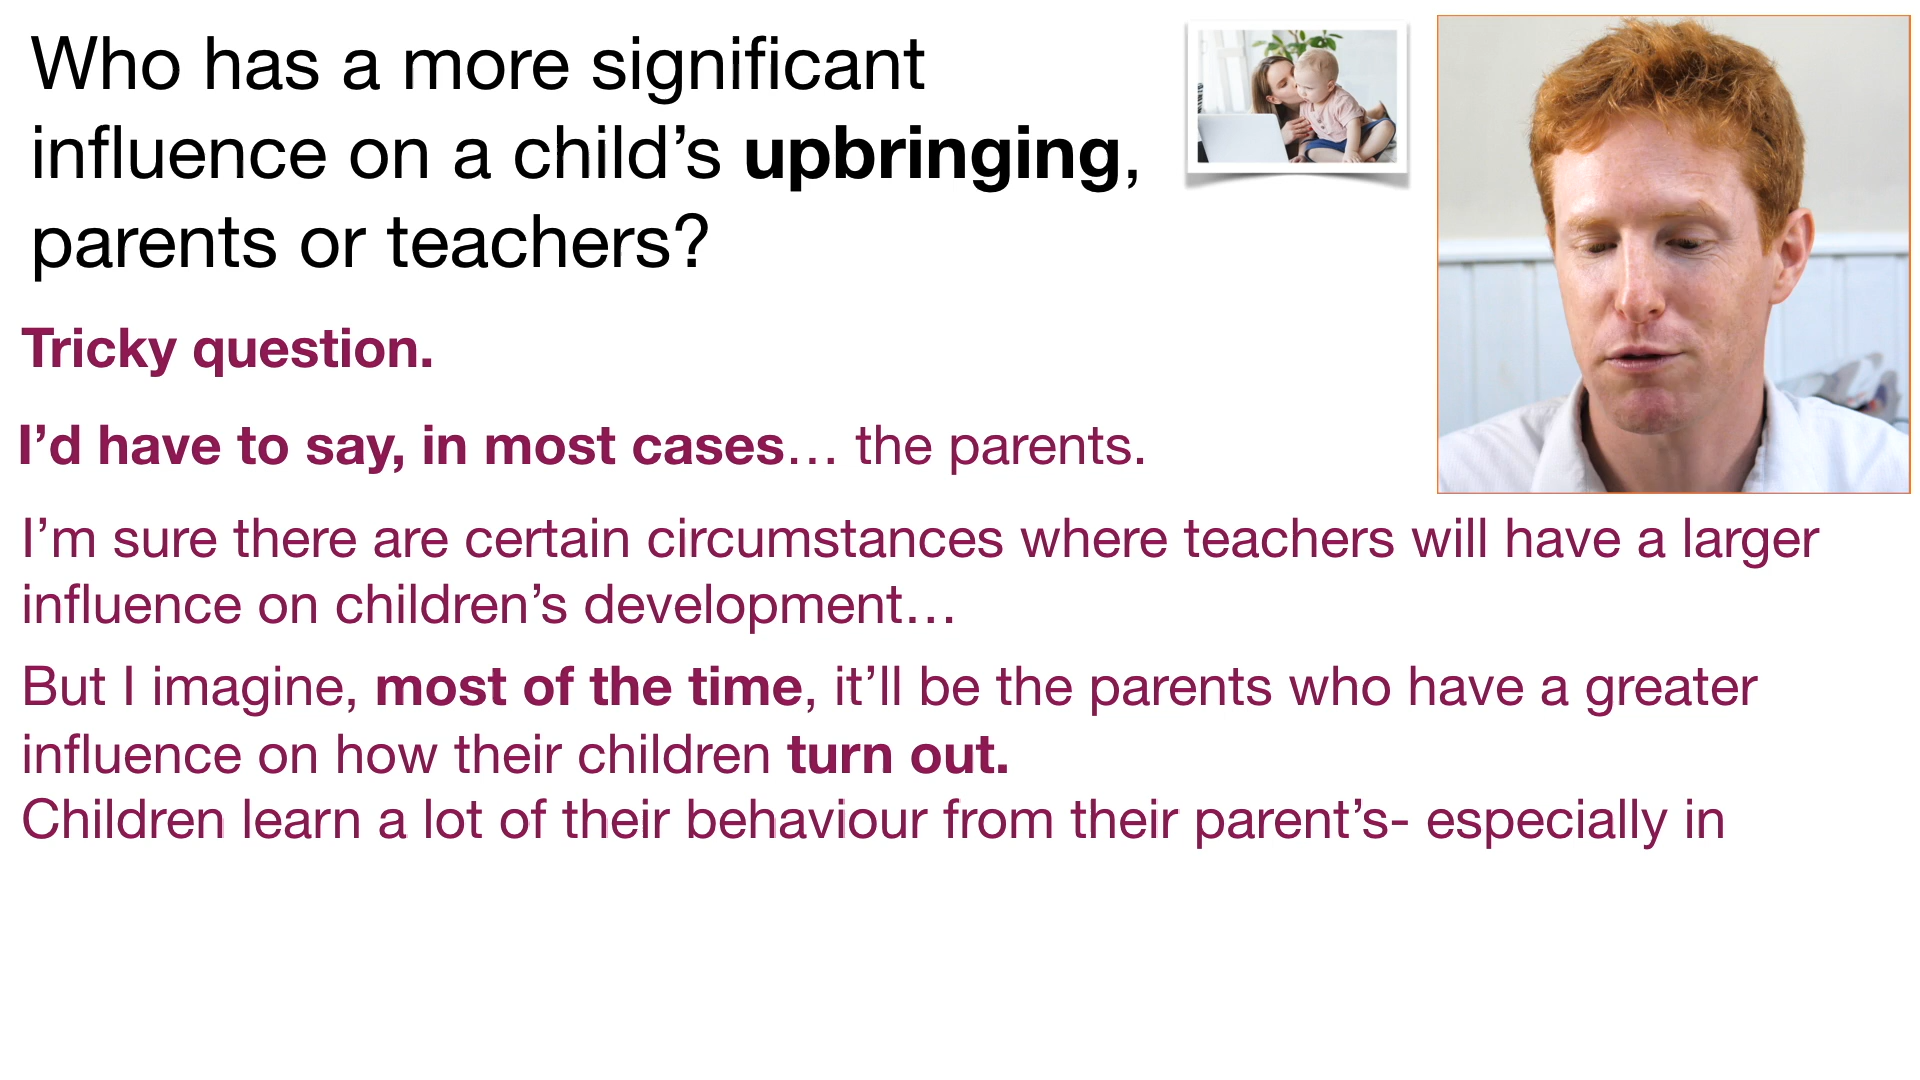 Who has a more significant
influence on a child’s upbringing,
parents or teachers?
Tricky question.
I’d have to say, in most cases… the parents.
I’m sure there are certain circumstances where teachers will have a larger
influence on children’s development…
But I imagine, most of the time, it’ll be the parents who have a greater
influence on how their children turn out.
Children learn a lot of their behaviour from their parent’s- especially in